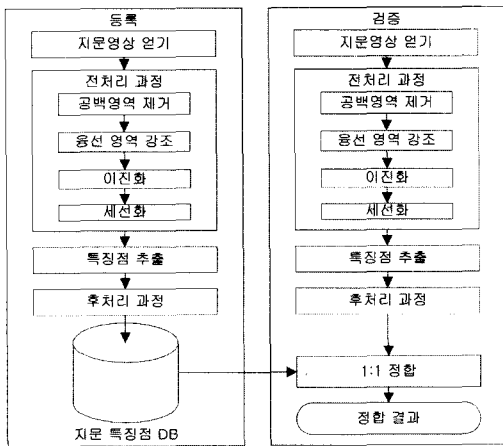 등록
지문영상 얻기
전처리 과정
공백영역 제거
융선 영역 강조
이진화
세선화
특징점 추출
후처리 과정
지문 특징점 DB
검증
지문영상 얻기
전처리 과정
공백영역 제거
융선 영역 강조
이진화
세선화
특징점 추출
후처리 과정
1:1 정합
정합 결과